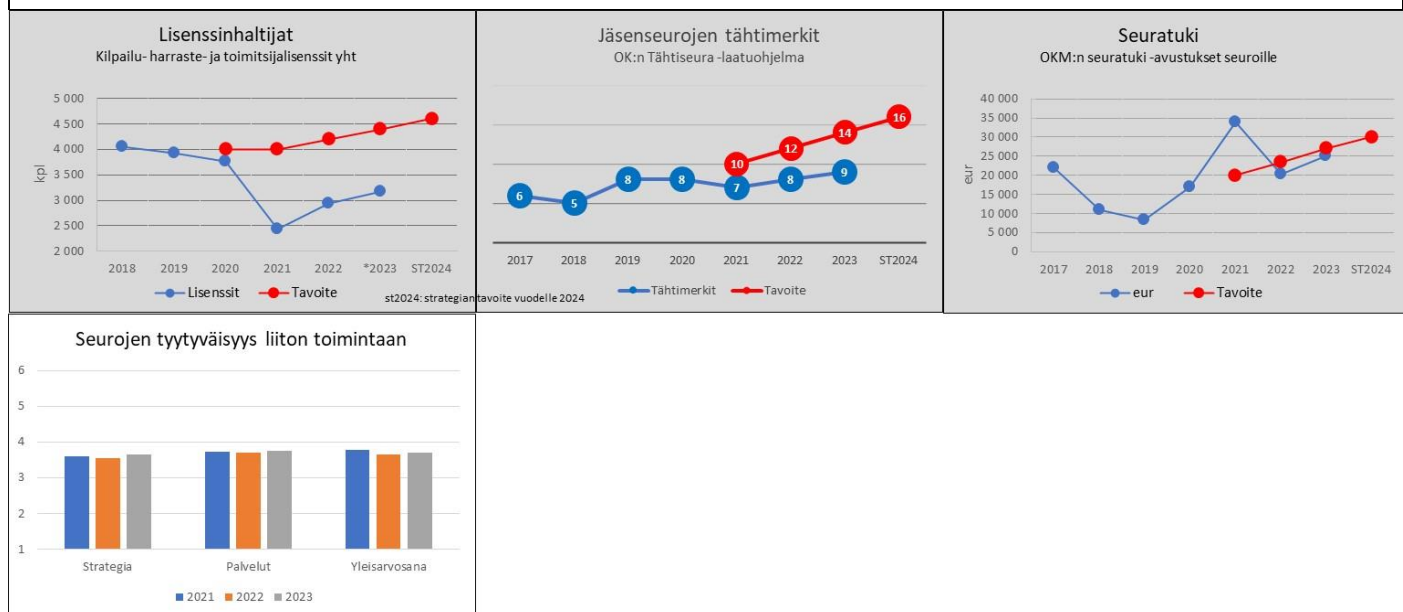 Lisenssinhaltijat
Kilpailu- harraste- ja toimitsijalisenssit yht
5 000
4 500
4 000
3 500
3 000
2 500
2 000
kpl
2018 2019 2020 2021 2022 *2023 ST2024
Lisenssit Tavoite
st2024: strategian tavoite vuodelle 2024
Jäsenseurojen tähtimerkit
OK:n Tähtiseura -laatuohjelma
6 5 8 8 7 8 9
10 12 14 16
2017 2018 2019 2020 2021 2022 2023 ST2024
Tähtimerkit Tavoite
Seuratuki
OKM:n seuratuki -avustukset seuroille
40 000
35 000
30 000
25 000
20 000
15 000
10 000
5 000
0
eur
2017 2018 2019 2020 2021 2022 2023 ST2024
eur Tavoite
Seurojen tyytyväisyys liiton toimintaan
6
5
4
3
2
1
Strategia Palvelut Yleisarvosana
2021 2022 2023